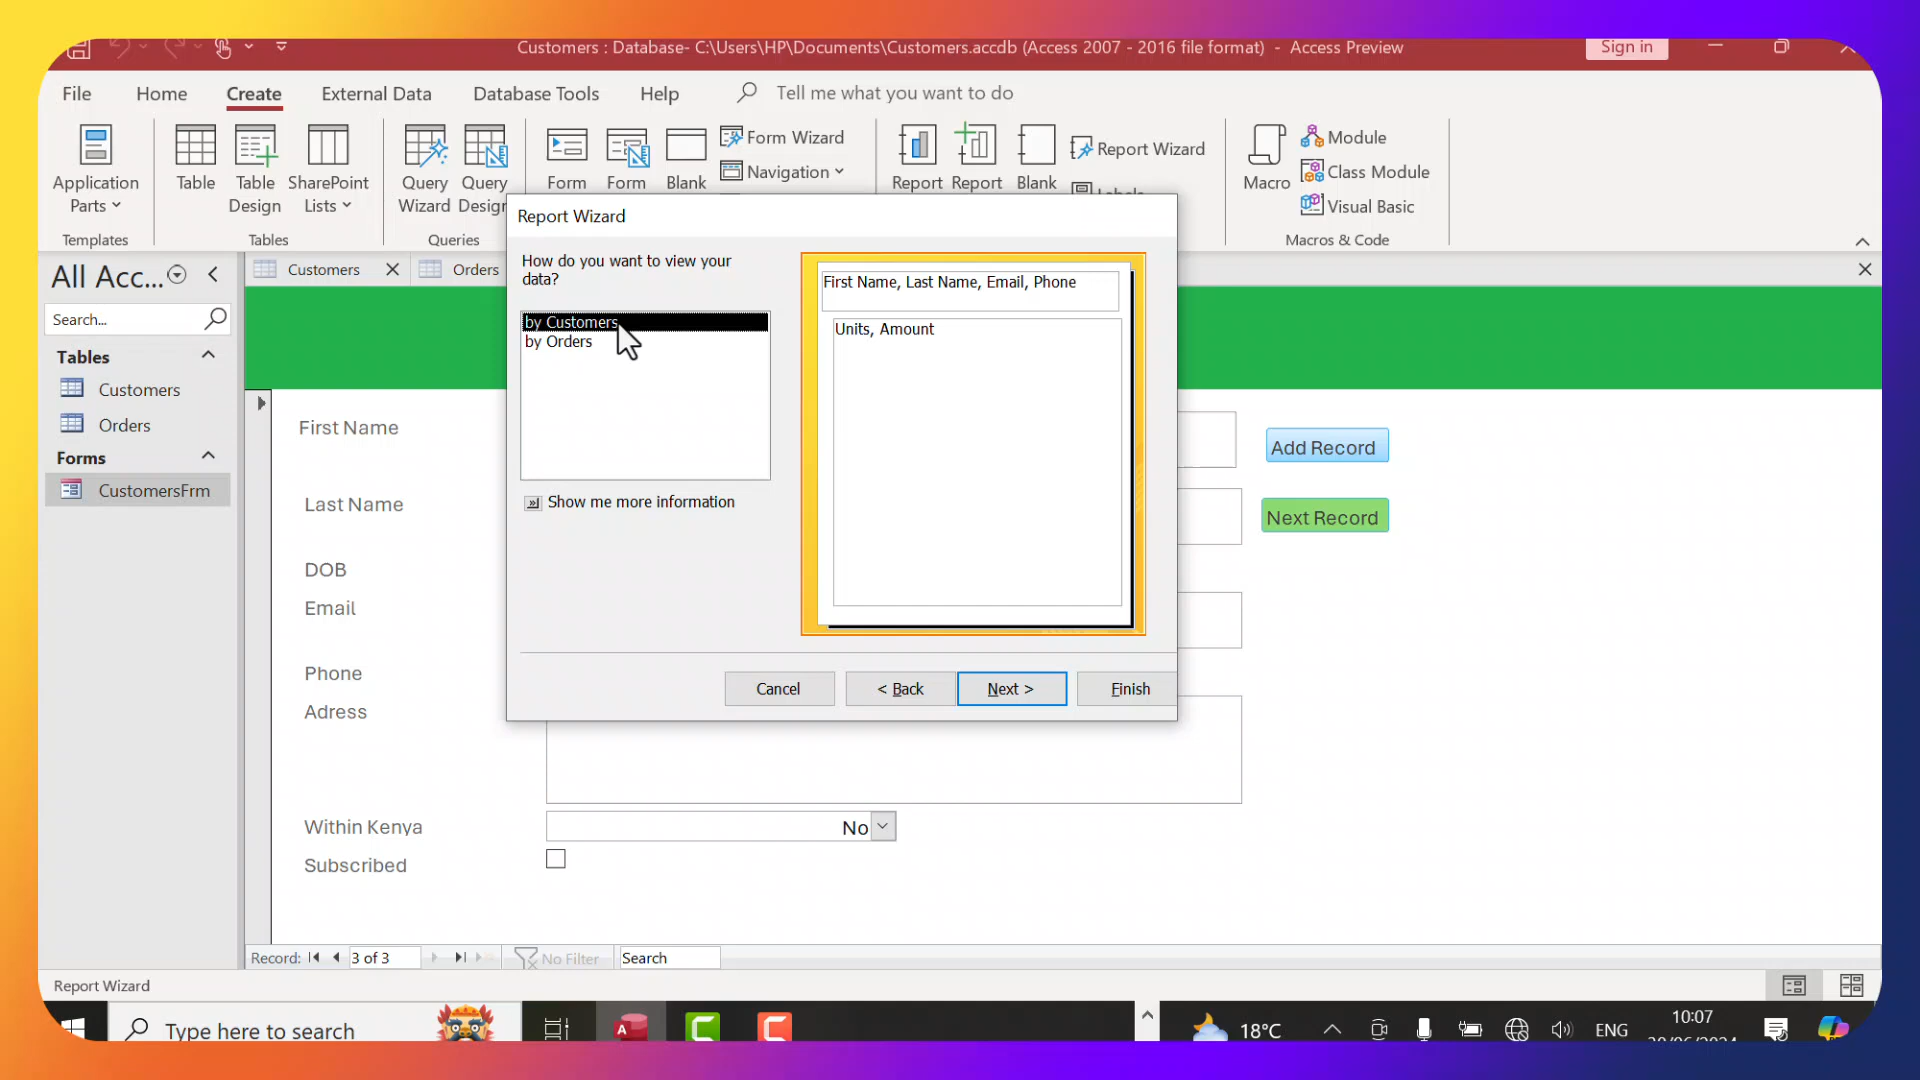 Customers : Database- C:\Users\HP\Documents\Customers.accdb (Access 2007 - 2016 file format) - Access Preview
Sign in
File
Home
Create
External Data
Database Tools
Help
Tell me what you want to do
Application
Parts
Templates
Table
Table
Design
SharePoint
Lists
Tables
Query
Wizard
Query
Design
Queries
Form
Form
Blank
Form Wizard
Navigation
Report
Report
Blank
Report Wizard
Labels
Macro
Module
Class Module
Visual Basic
Macros & Code
All Acc...
Search...
Tables
Customers
Orders
Forms
CustomersFrm
Customers
Orders
Report Wizard
How do you want to view your
data?
by Customers
by Orders
Show me more information
First Name, Last Name, Email, Phone
Units, Amount
Cancel
< Back
Next >
Finish
First Name
Last Name
DOB
Email
Phone
Adress
Within Kenya
No
Subscribed
Add Record
Next Record
Record:
3 of 3
No Filter
Search
Report Wizard
Type here to search
18°C
ENG
10:07